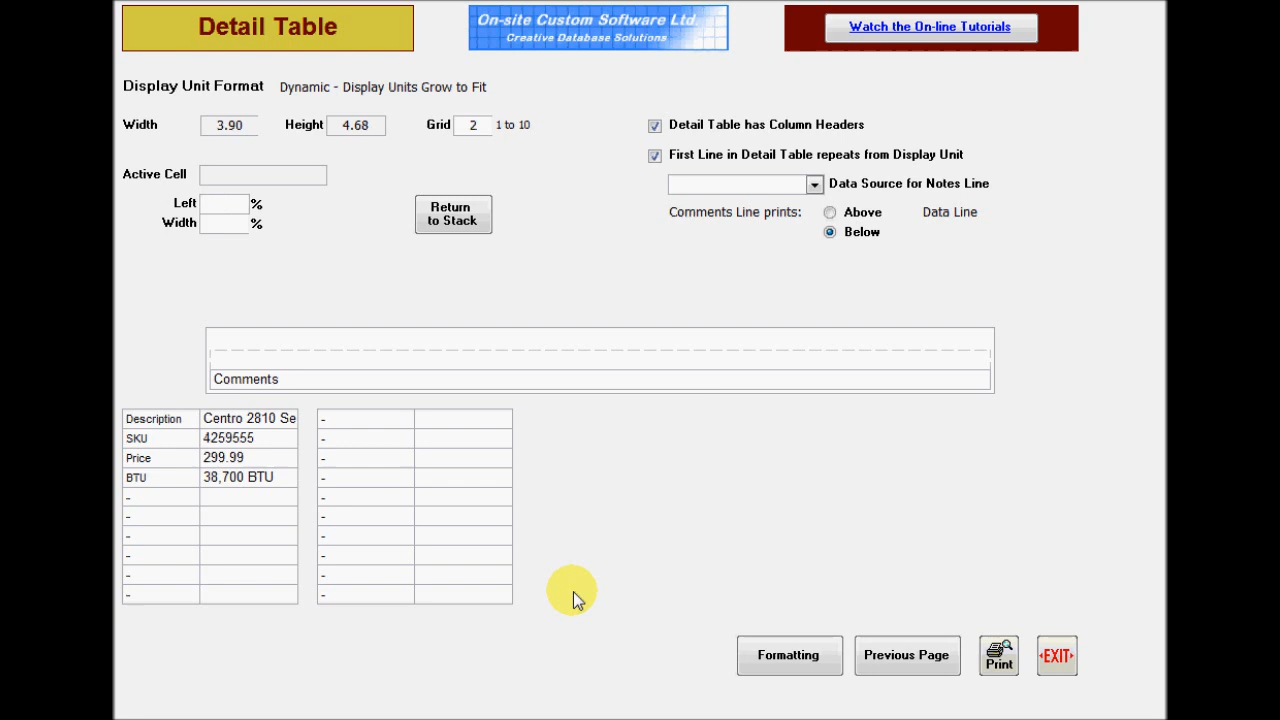 Detail Table
On-site Custom Software Ltd.
Creative Database Solutions
Watch the On-line Tutorials
Display Unit Format Dynamic - Display Units Grow to Fit
Width 3.90 Height 4.68 Grid 2 1 to 10
Detail Table has Column Headers
First Line in Detail Table repeats from Display Unit
Active Cell
Data Source for Notes Line
Left %
Width %
Return
to Stack
Comments Line prints: Above Data Line
Below
Comments
Description Centro 2810 Se -
SKU 4259555 -
Price 299.99 -
BTU 38,700 BTU -
- -
- -
- -
- -
- -
- -
Formatting Previous Page Print EXIT